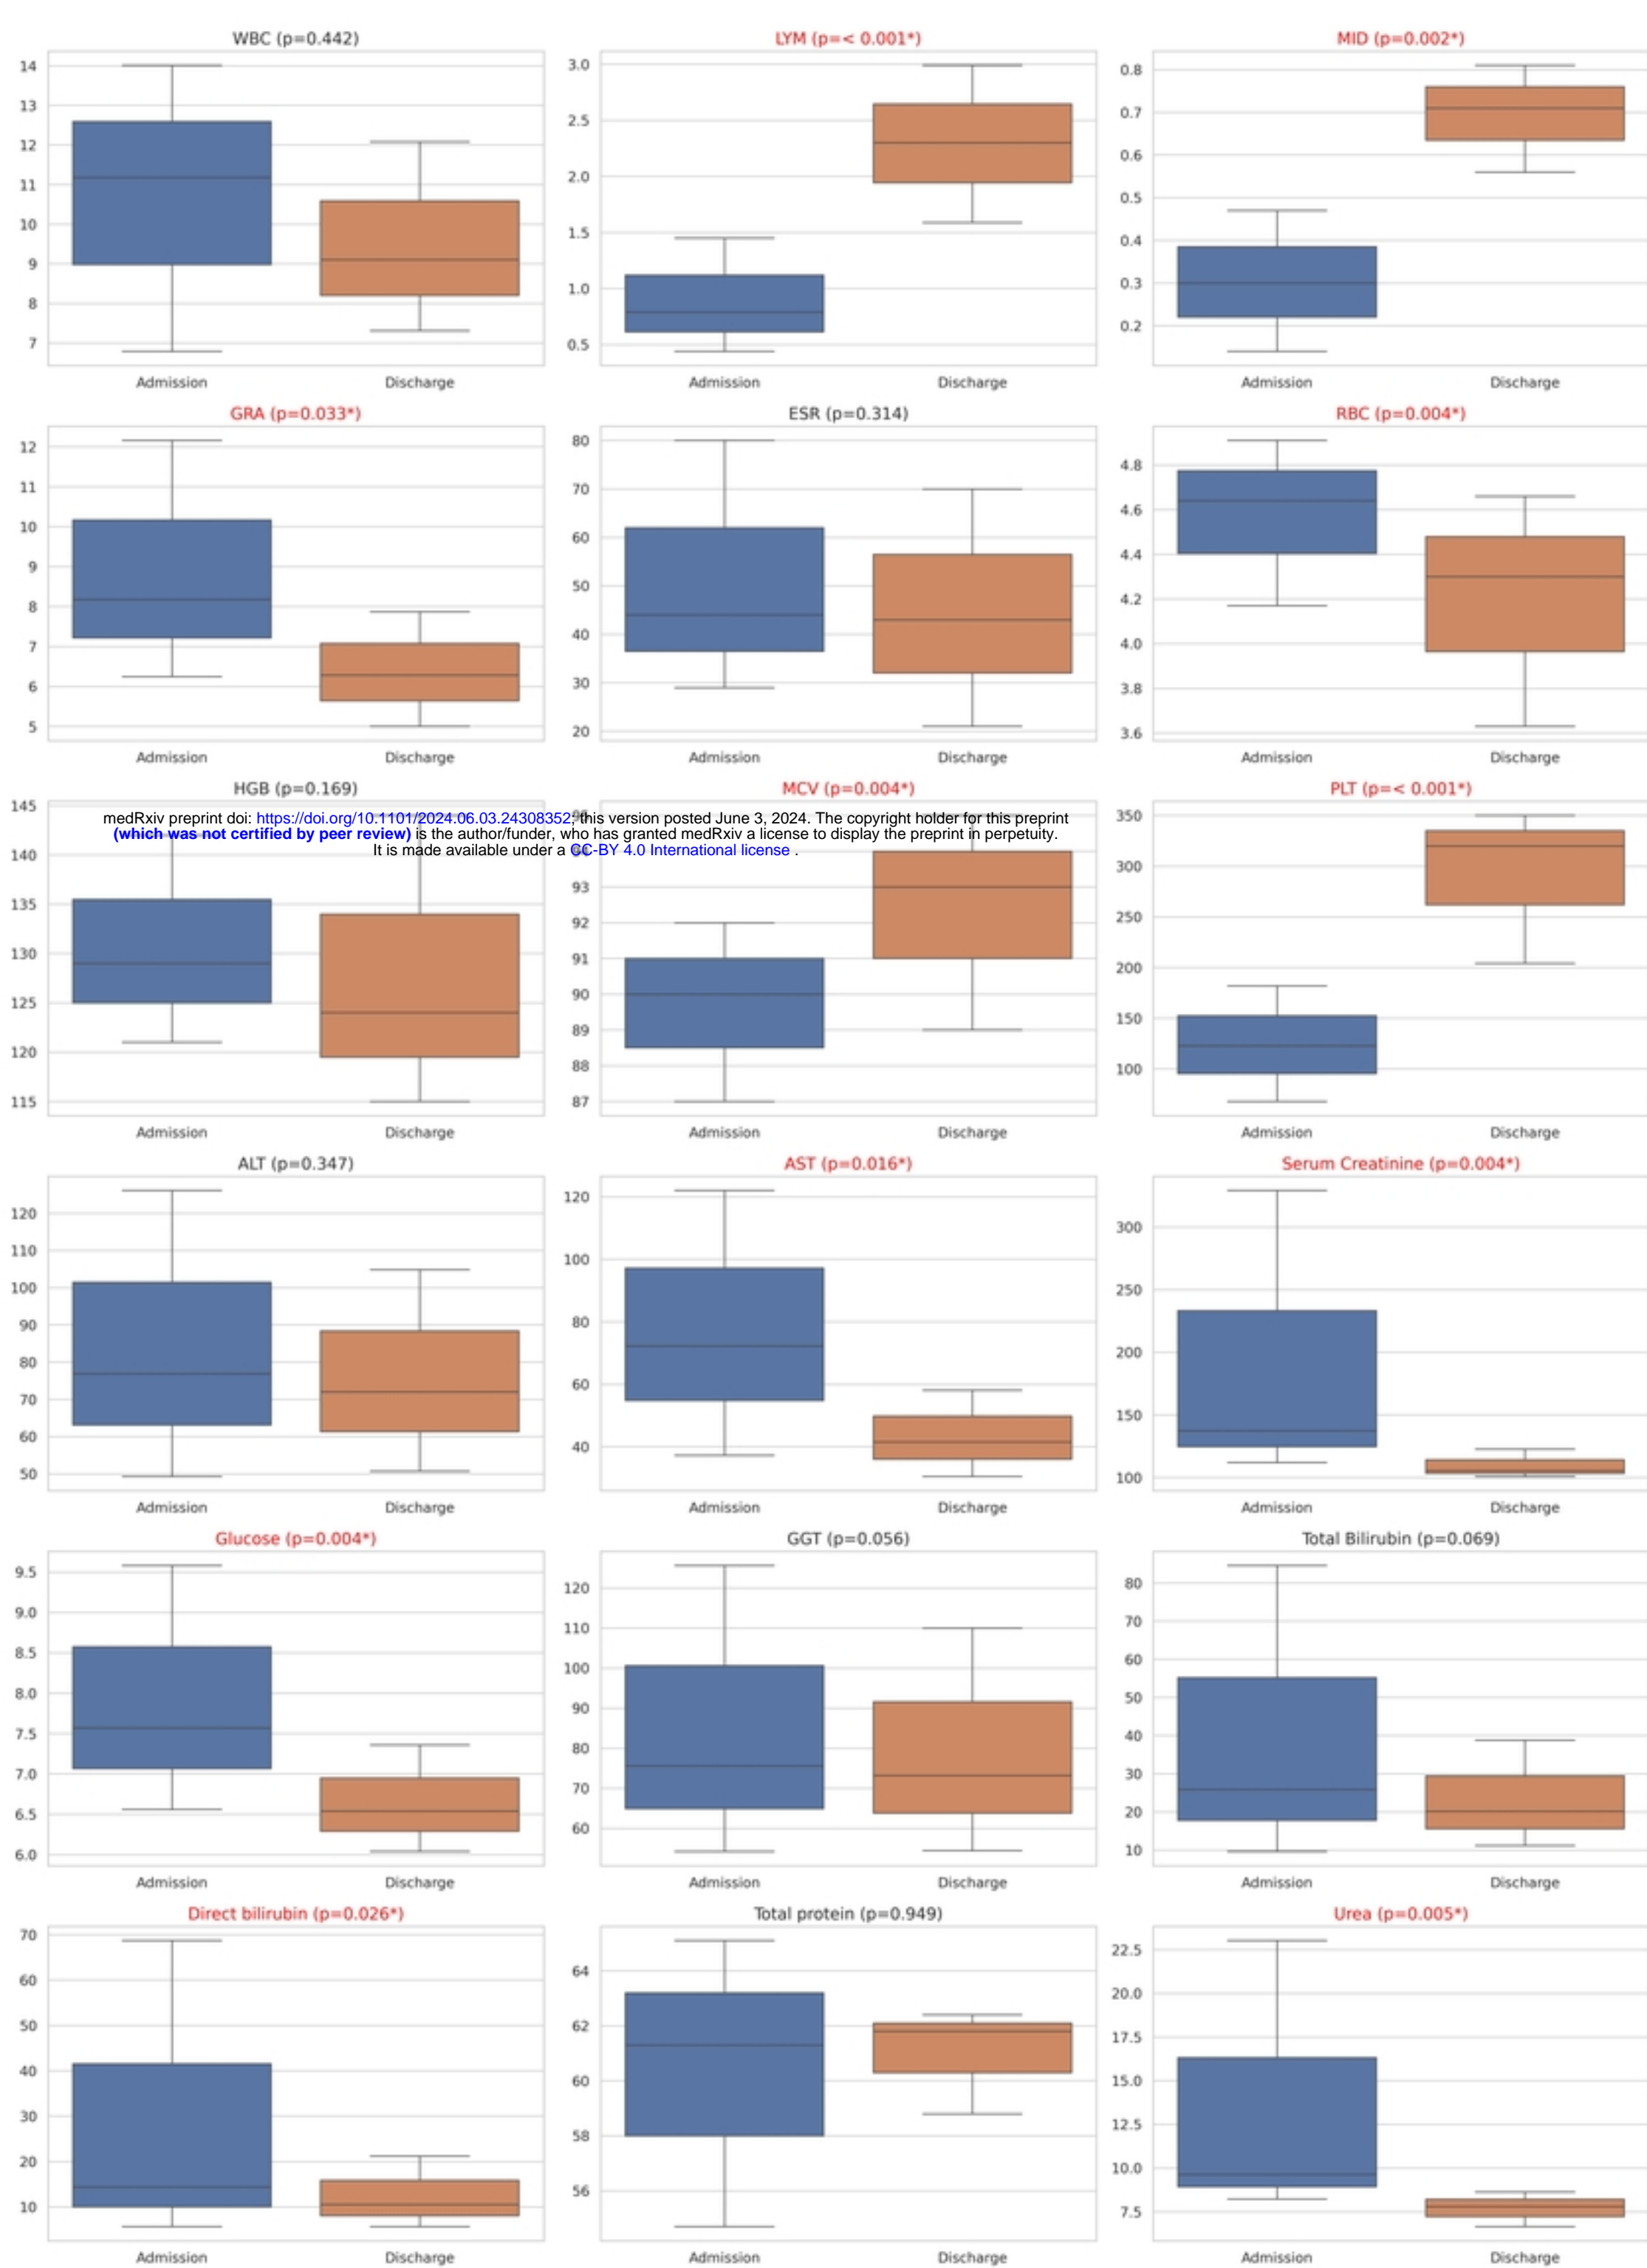 WBC (p=0.442)
LYM (p=< 0.001*)
MID (p=0.002*)
14
13
12
11
10
9
8
7
3.0
2.5
2.0
1.5
1.0
0.5
0.8
0.7
0.6
0.5
0.4
0.3
0.2
Admission
Discharge
Admission
Discharge
Admission
Discharge
GRA (p=0.033*)
ESR (p=0.314)
RBC (p=0.004*)
12
11
10
9
8
7
6
5
80
70
60
50
40
30
20
4.8
4.6
4.4
4.2
4.0
3.8
3.6
Admission
Discharge
Admission
Discharge
Admission
Discharge
HGB (p=0.169)
MCV (p=0.004*)
PLT (p=< 0.001*)
medRxiv preprint doi: https://doi.org/10.1101/2024.06.03.24308352; this version posted June 3, 2024. The copyright holder for this preprint
(which was not certified by peer review) is the author/funder, who has granted medRxiv a license to display the preprint in perpetuity.
It is made available under a CC-BY 4.0 International license .
145
140
135
130
125
120
115
93
92
91
90
89
88
87
350
300
250
200
150
100
Admission
Discharge
Admission
Discharge
Admission
Discharge
ALT (p=0.347)
AST (p=0.016*)
Serum Creatinine (p=0.004*)
120
110
100
90
80
70
60
50
120
100
80
60
40
300
250
200
150
100
Admission
Discharge
Admission
Discharge
Admission
Discharge
Glucose (p=0.004*)
GGT (p=0.056)
Total Bilirubin (p=0.069)
9.5
9.0
8.5
8.0
7.5
7.0
6.5
6.0
120
110
100
90
80
70
60
80
70
60
50
40
30
20
10
Admission
Discharge
Admission
Discharge
Admission
Discharge
Direct bilirubin (p=0.026*)
Total protein (p=0.949)
Urea (p=0.005*)
70
60
50
40
30
20
10
64
62
60
58
56
22.5
20.0
17.5
15.0
12.5
10.0
7.5
Admission
Discharge
Admission
Discharge
Admission
Discharge